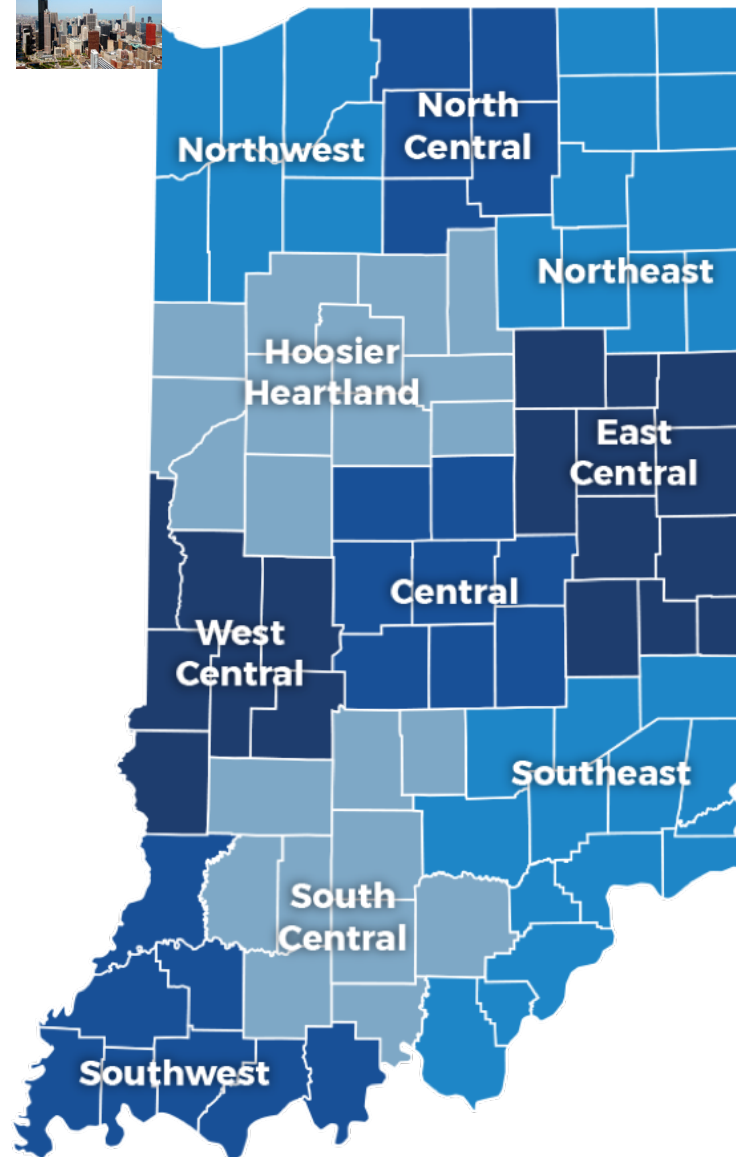 North
Central
Northwest
Northeast
Hoosier
Heartland
East
Central
Central
West
Central
Southeast
South
Central
Southwest